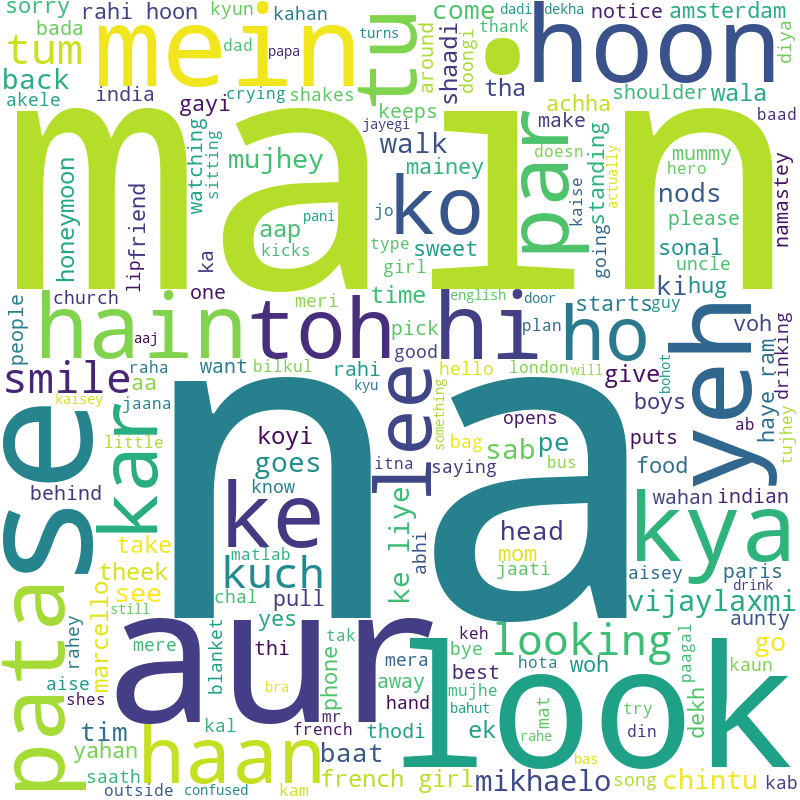 sorry
rahi hoon
kyun
kahan
dadi
dekha
notice
amsterdam
bada
mein
dad
papa
turns
tu
around
come
thank
hoon
diya
tum
back
akele
india
gayi
crying
shakes
keeps
doongi
shaadi
tha
achha
shoulder
wala
make
baad
main
jayegi
walk
par
doesn
standing
mummy
hero
actually
namastey
honeymoon
lip
friend
watching
sitting
mujhey
mainey
ko
nods
please
aap
pani
jo
kaise
ka
kicks
type
sweet
going
sonal
uncle
girl
ki
hug
people
church
one
meri
time
english
door
starts
guy
hain
toh
hi
ho
yeh
voh
drinking
aaj
pick
plan
good
smile
raha
want
bilkul
rahi
hello
london
will
bohot
give
haye ram
aa
jaana
kaisey
little
lee
bag
something
opens
boys
ab
tujhey
se
kar
koyi
na
itna
saying
sab
pe
puts
behind
goes
know
bus
food
wahan
indian
ke
ke liye
abhi
head
mom
kya
take
theek
matlab
kuch
jaati
aisey
paris
drink
pata
see
marcello
still
chal
pull
vijaylaxmi
aunty
rahey
mere
blanket
yes
aur
tak
keh
bye
looking
look
go
aise
shes
thi
phone
mera
best
hota
woh
dekh
paagal
kaun
bra
away
mujhe
hand
bahut
mat
try
tim
kal
mr
french
thodi
ek
rahe
din
yahan
haan
baat
saath
french girl
mikhaelo
song
bas
chintu
kab
outside
confused
kam